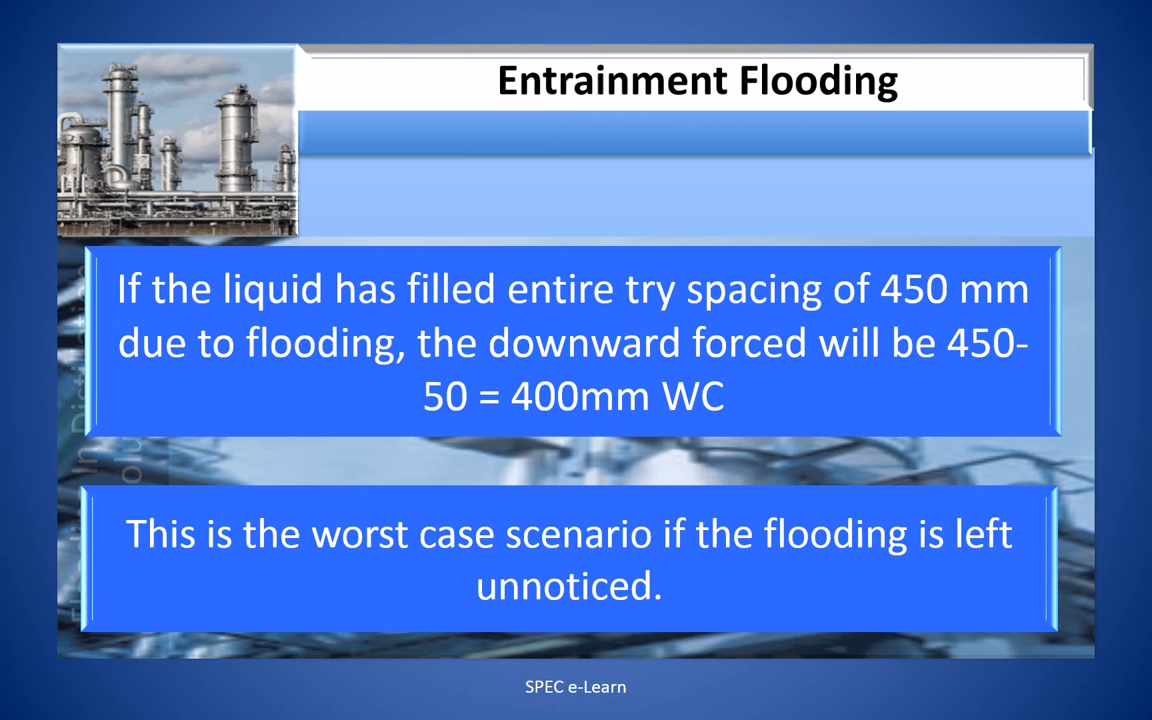 Entrainment Flooding
If the liquid has filled entire try spacing of 450 mm
due to flooding, the downward forced will be 450-
50 = 400mm WC
This is the worst case scenario if the flooding is left
unnoticed.
SPEC e-Learn